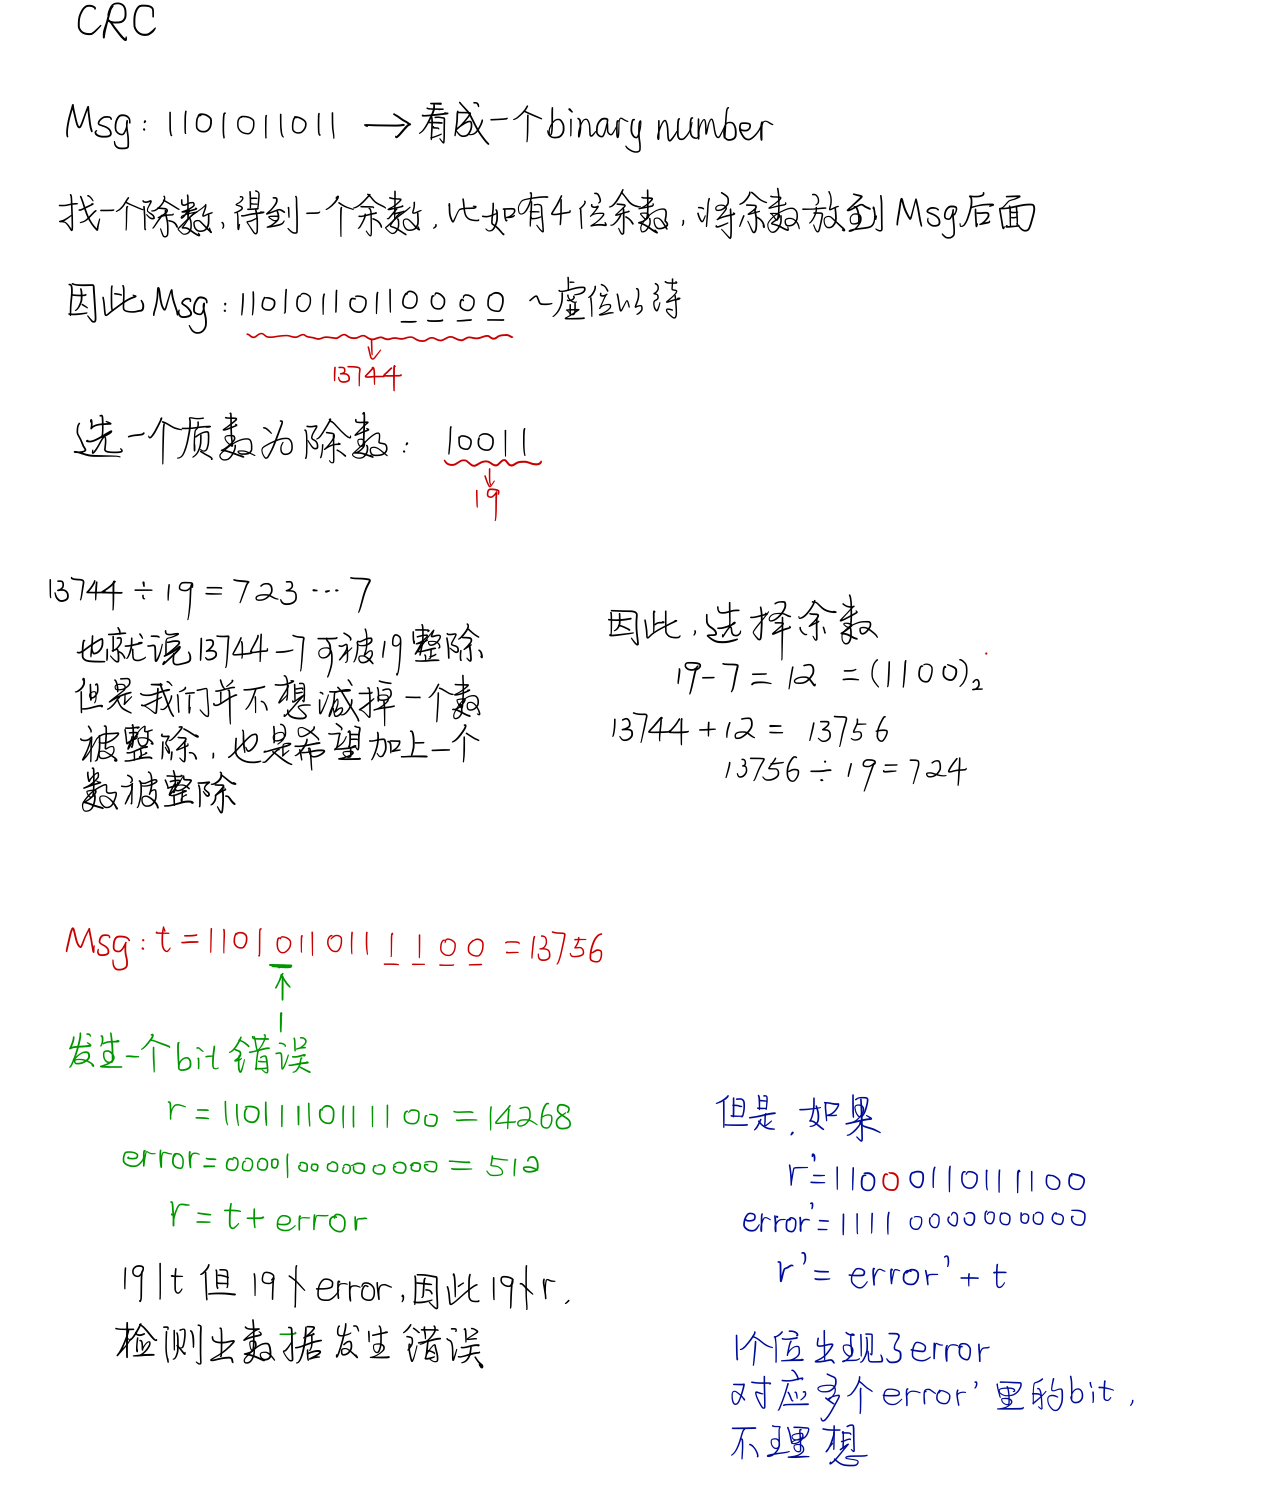 CRC
Msg: 1101011011 → 看成一个binary number
找一个除数,得到一个余数,比如有4位余数,将余数放到Msg后面
因此Msg:11010110110000 ~虚位以待
13744
选一个质数为除数: 10011
19
13744÷19=723…7
也就说13744-7可被19整除
但是我们并不想减掉一个数
被整除,也是希望加上一个
数被整除
因此,选择余数
19-7=12 =(1100)₂
13744+12= 13756
13756÷19=724
Msg: t=11010110111100=13756
1
发生一个bit错误
r=11011110111100=14268
error=00001000000000=512
r=t+error
19|t 但 19∤error,因此19∤r.
检测出数据发生错误
但是,如果
r'=11000110111100
error'=11110000000000
r'=error'+t
1个位出现了error
对应多个error'里的bit,
不理想